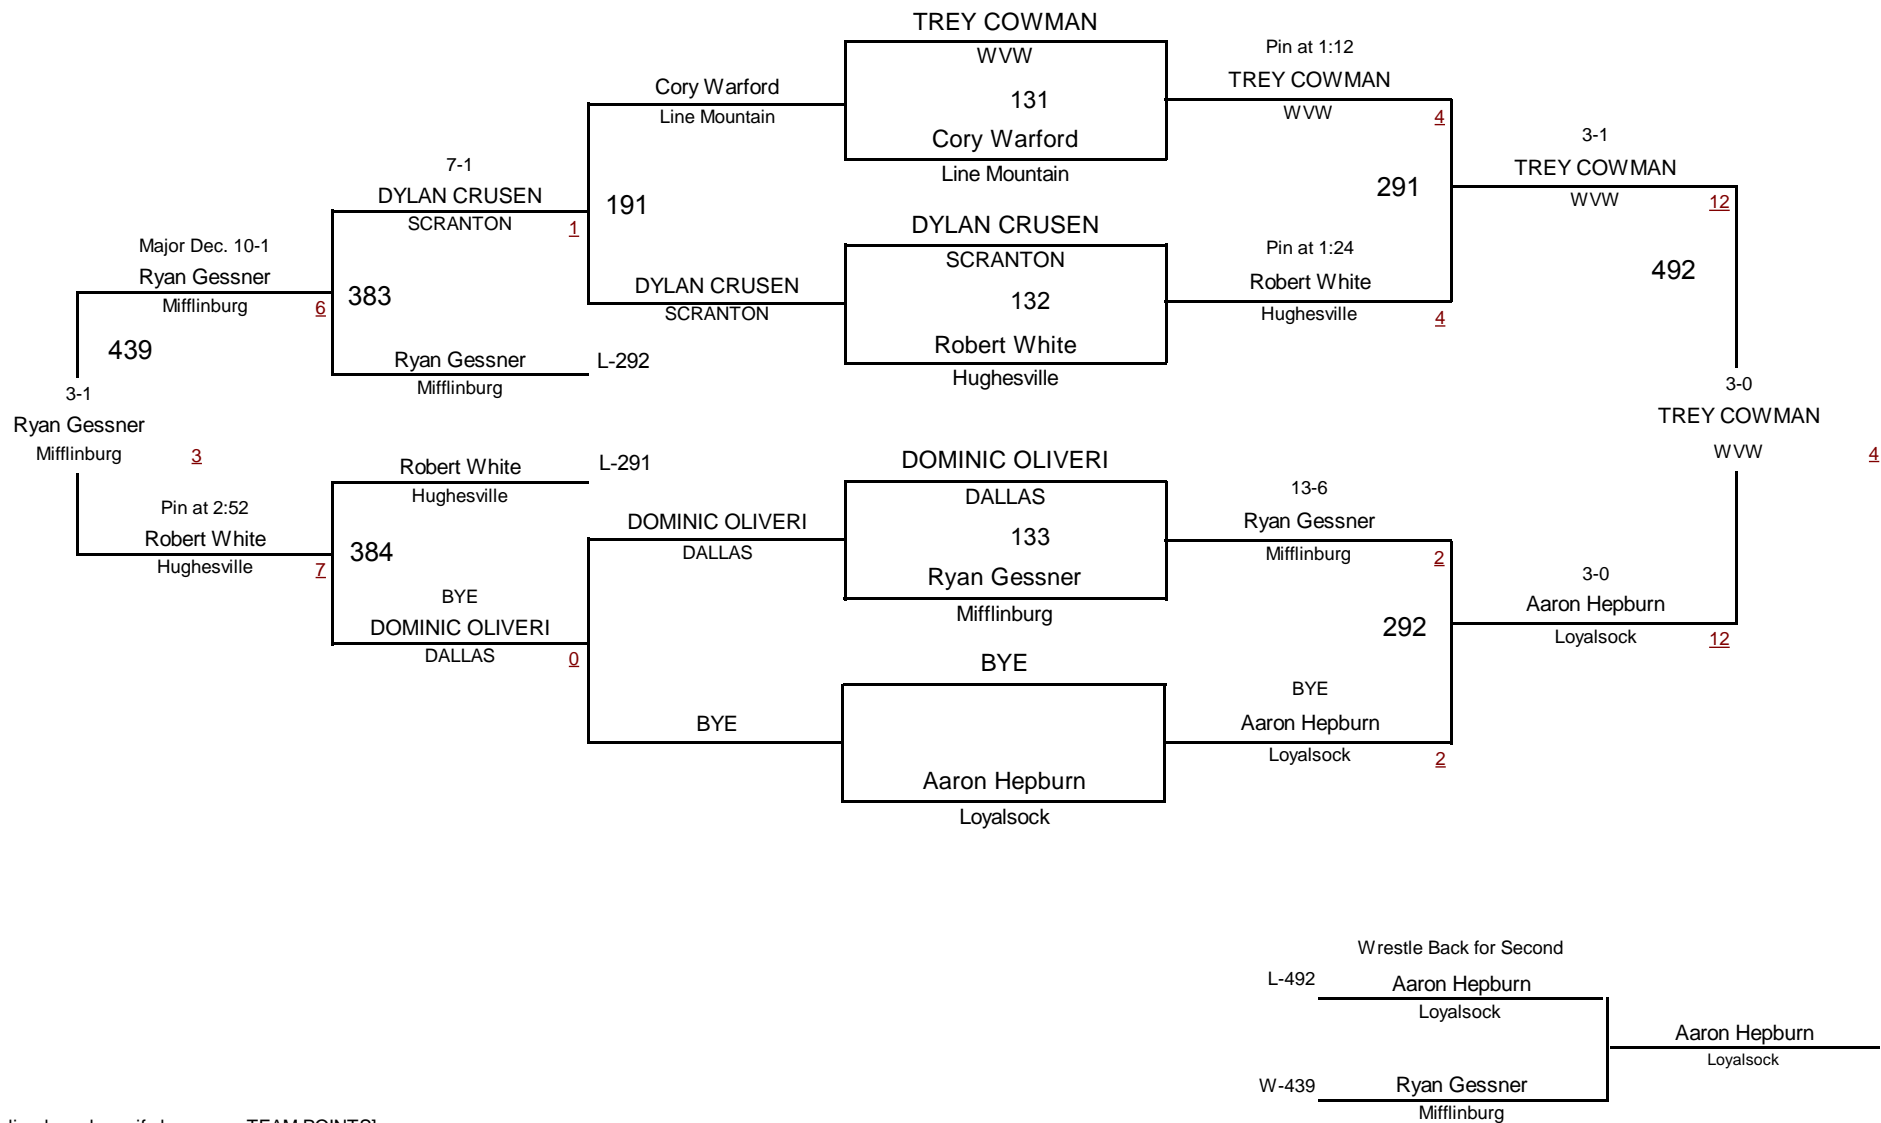 TREY COWMAN
WVW
131
Cory Warford
Line Mountain
Cory Warford
Line Mountain
Pin at 1:12
TREY COWMAN
WVW
4
7-1
DYLAN CRUSEN
SCRANTON
1
191
291
3-1
TREY COWMAN
WVW
12
DYLAN CRUSEN
SCRANTON
132
Robert White
Hughesville
Major Dec. 10-1
Ryan Gessner
Mifflinburg
6
383
DYLAN CRUSEN
SCRANTON
Pin at 1:24
Robert White
Hughesville
4
492
439
Ryan Gessner
Mifflinburg
L-292
3-1
Ryan Gessner
Mifflinburg
3
3-0
TREY COWMAN
WVW
4
Robert White
Hughesville
L-291
DOMINIC OLIVERI
DALLAS
133
Ryan Gessner
Mifflinburg
Pin at 2:52
Robert White
Hughesville
7
384
DOMINIC OLIVERI
DALLAS
13-6
Ryan Gessner
Mifflinburg
2
BYE
DOMINIC OLIVERI
DALLAS
0
292
3-0
Aaron Hepburn
Loyalsock
12
BYE
BYE
Aaron Hepburn
Loyalsock
BYE
Aaron Hepburn
Loyalsock
2
Wrestle Back for Second
L-492
Aaron Hepburn
Loyalsock
Aaron Hepburn
Loyalsock
W-439
Ryan Gessner
Mifflinburg
TEAM POINTS]